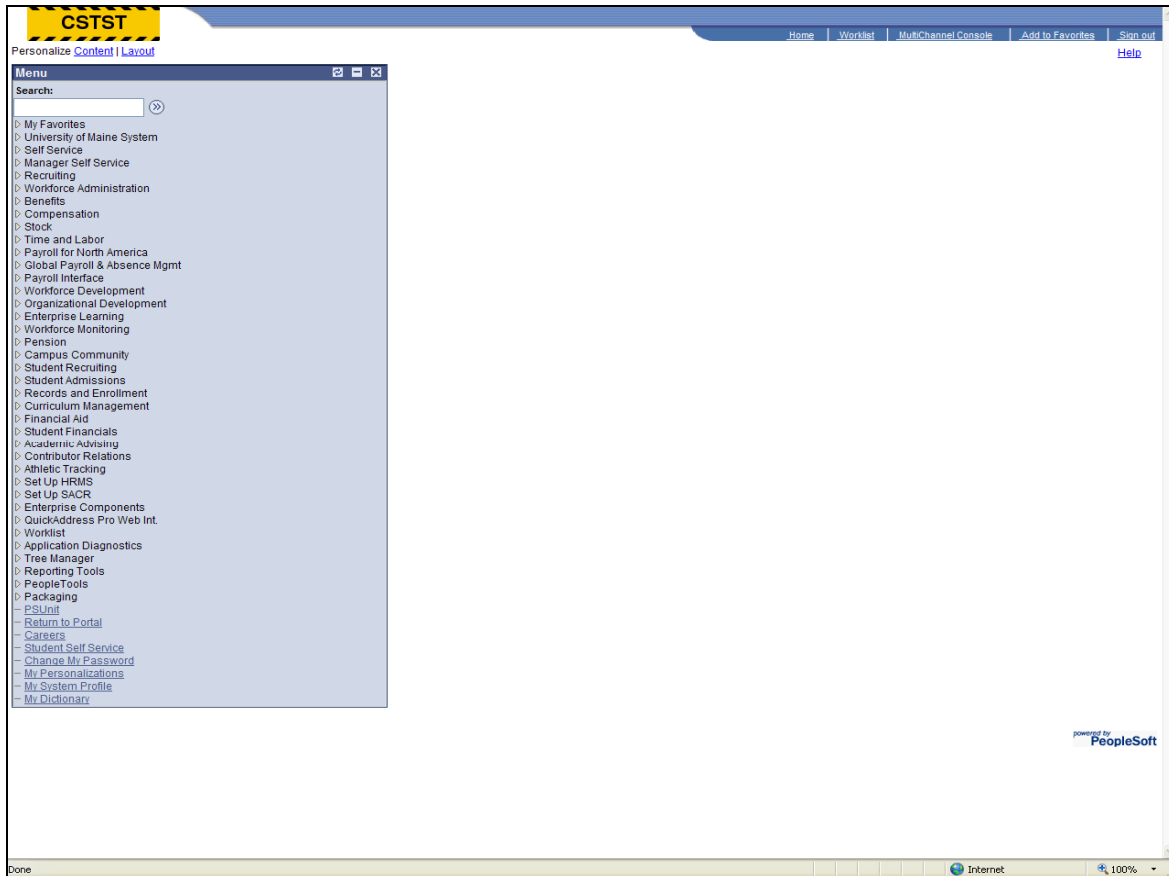 CSTST
Home | Worklist | MultiChannel Console | Add to Favorites | Sign out
Personalize Content | Layout
Help
Menu
Search:
My Favorites
University of Maine System
Self Service
Manager Self Service
Recruiting
Workforce Administration
Benefits
Compensation
Stock
Time and Labor
Payroll for North America
Global Payroll & Absence Mgmt
Payroll Interface
Workforce Development
Organizational Development
Enterprise Learning
Workforce Monitoring
Pension
Campus Community
Student Recruiting
Student Admissions
Records and Enrollment
Curriculum Management
Financial Aid
Student Financials
Academic Advising
Contributor Relations
Athletic Tracking
Set Up HRMS
Set Up SACR
Enterprise Components
QuickAddress Pro Web Int.
Worklist
Application Diagnostics
Tree Manager
Reporting Tools
PeopleTools
Packaging
PSUnit
Return to Portal
Careers
Student Self Service
Change My Password
My Personalizations
My System Profile
My Dictionary
powered by
PeopleSoft
Done
Internet
100%